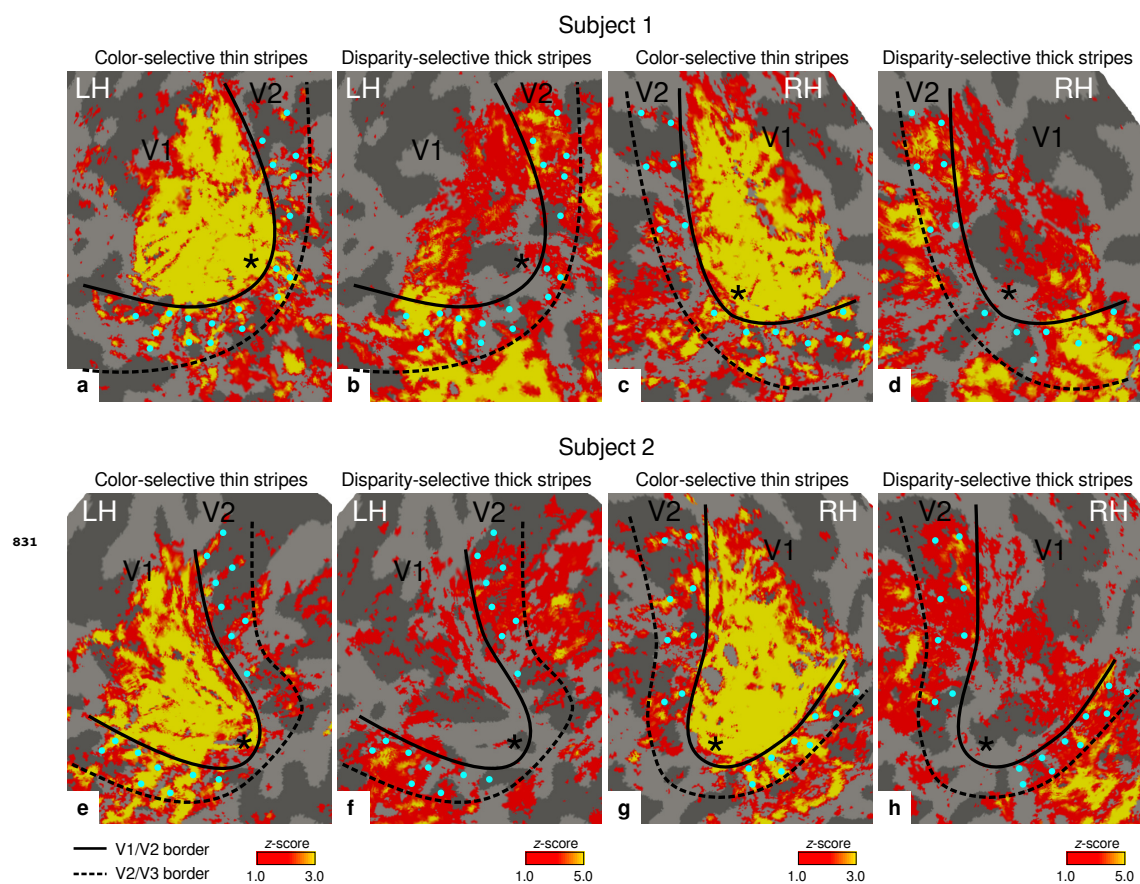 Subject 1
Color-selective thin stripes
Disparity-selective thick stripes
Color-selective thin stripes
Disparity-selective thick stripes
LH
V2
V1
*
a
LH
V2
V1
*
b
V2
RH
V1
*
c
V2
RH
V1
*
d
Subject 2
Color-selective thin stripes
Disparity-selective thick stripes
Color-selective thin stripes
Disparity-selective thick stripes
831
LH
V2
V1
*
e
LH
V2
V1
*
f
V2
RH
V1
*
g
V2
RH
V1
*
h
V1/V2 border
V2/V3 border
z-score
1.0 3.0
z-score
1.0 5.0
z-score
1.0 3.0
z-score
1.0 5.0